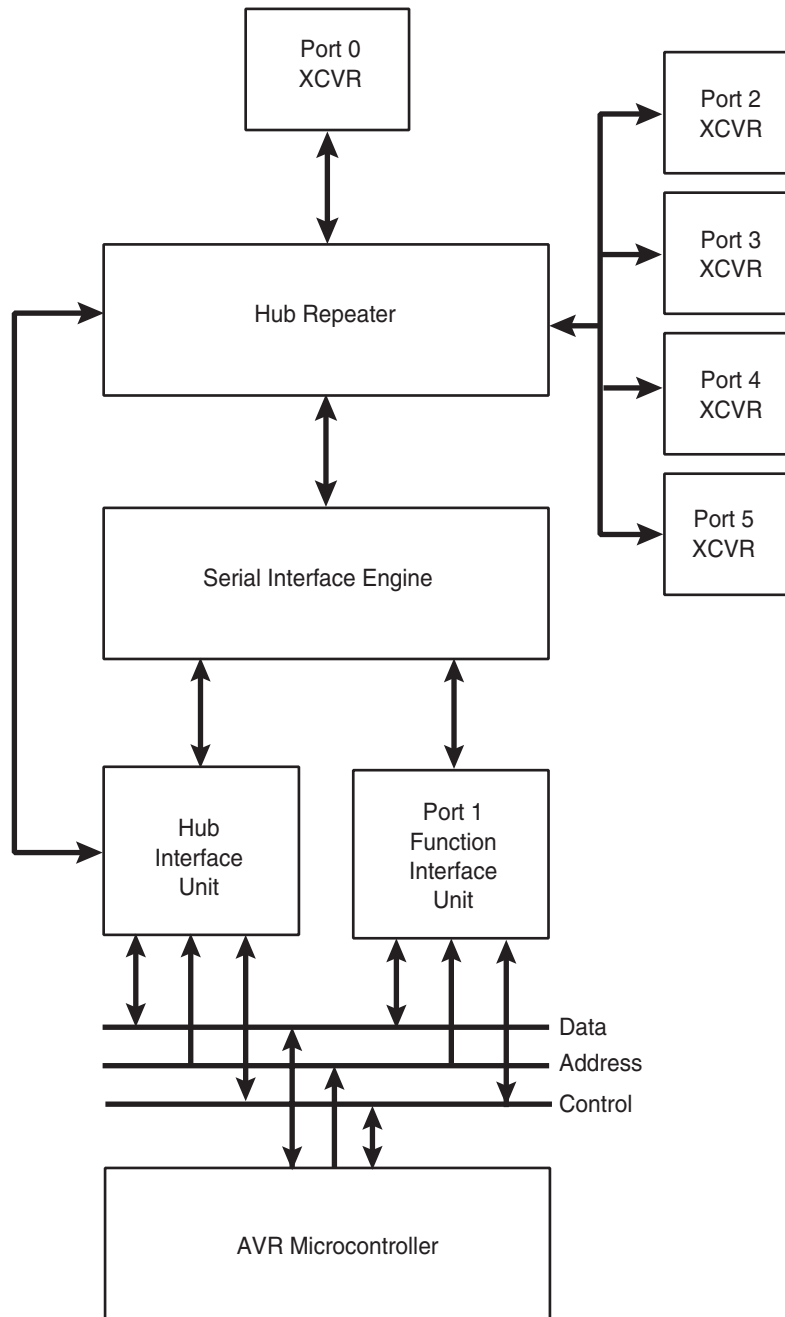 Port 0
XCVR
Port 2
XCVR
Port 3
XCVR
Hub Repeater
Port 4
XCVR
Port 5
XCVR
Serial Interface Engine
Hub
Interface
Unit
Port 1
Function
Interface
Unit
Data
Address
Control
AVR Microcontroller